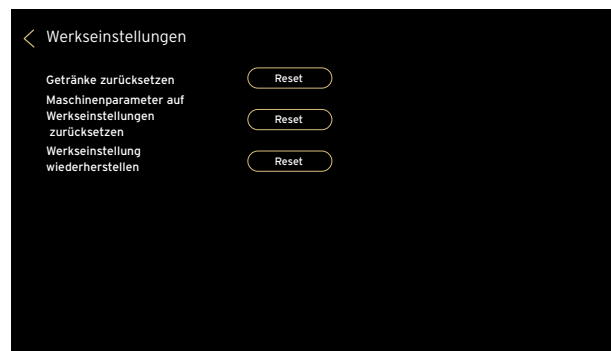 Werkseinstellungen
Getränke zurücksetzen
Reset
Maschinenparameter auf
Werkseinstellungen
zurücksetzen
Reset
Werkseinstellung
wiederherstellen
Reset